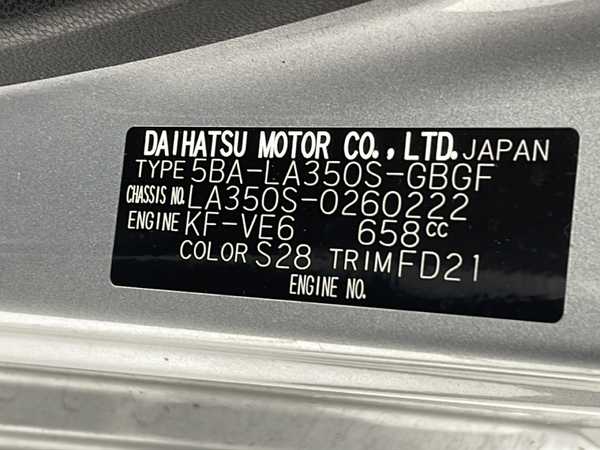 DAIHATSU MOTOR CO., LTD. JAPAN
TYPE 5BA-LA350S-GBGF
CHASSIS NO. LA350S-0260222
ENGINE KF-VE6 658cc
COLOR S28 TRIM FD21
ENGINE NO.